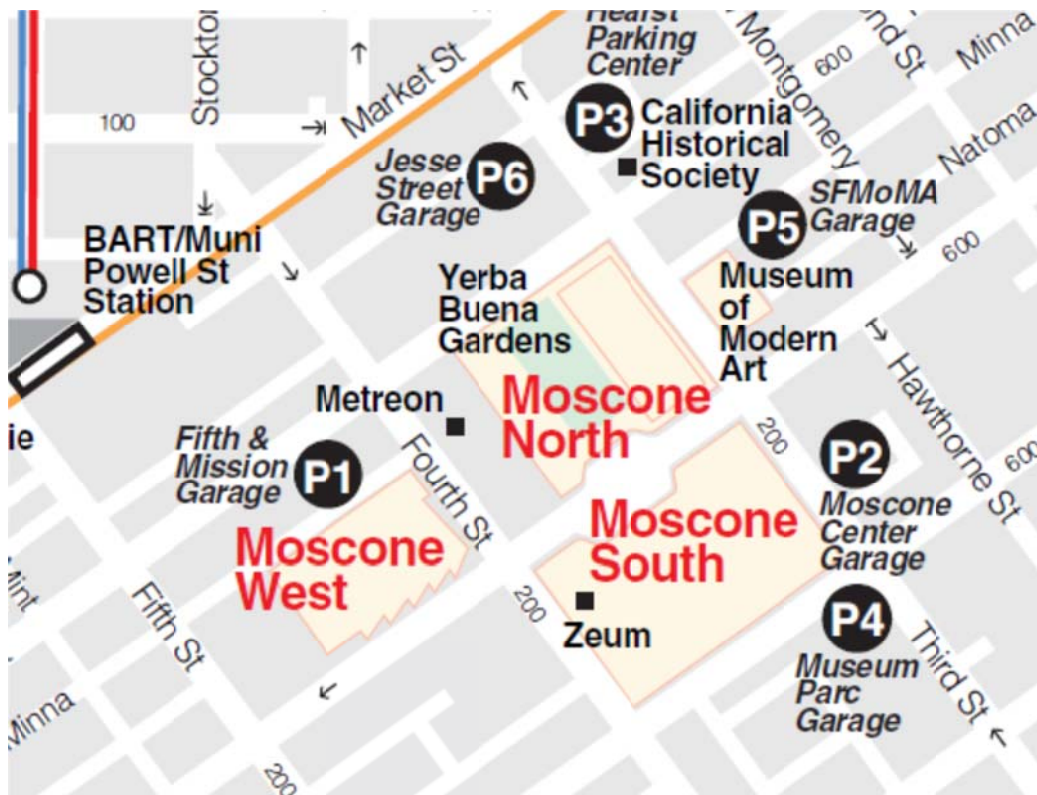 Stockton
100
Market St
Hearst
Parking
Center
P3
California
Historical
Society
Montgomery
600
Minna
Natoma
Jesse
Street
Garage
P6
P5
SFMoMA
Garage
600
BART/Muni
Powell St
Station
Yerba
Buena
Gardens
Museum
of
Modern
Art
Metreon
Moscone
North
Hawthorne St
200
600
Fifth &
Mission
Garage
P1
Fourth St
P2
Moscone
Center
Garage
Moscone
West
Moscone
South
Mint
Fifth St
200
Zeum
P4
Museum
Parc
Garage
Third St
Minna
200